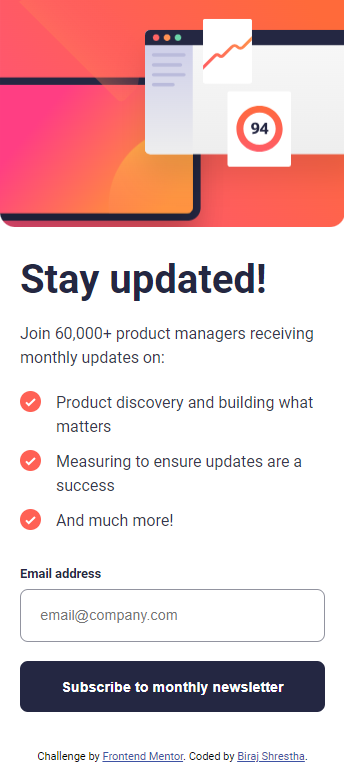 94
Stay updated!
Join 60,000+ product managers receiving
monthly updates on:
Product discovery and building what
matters
Measuring to ensure updates are a
success
And much more!
Email address
email@company.com
Subscribe to monthly newsletter
Challenge by Frontend Mentor. Coded by Biraj Shrestha.